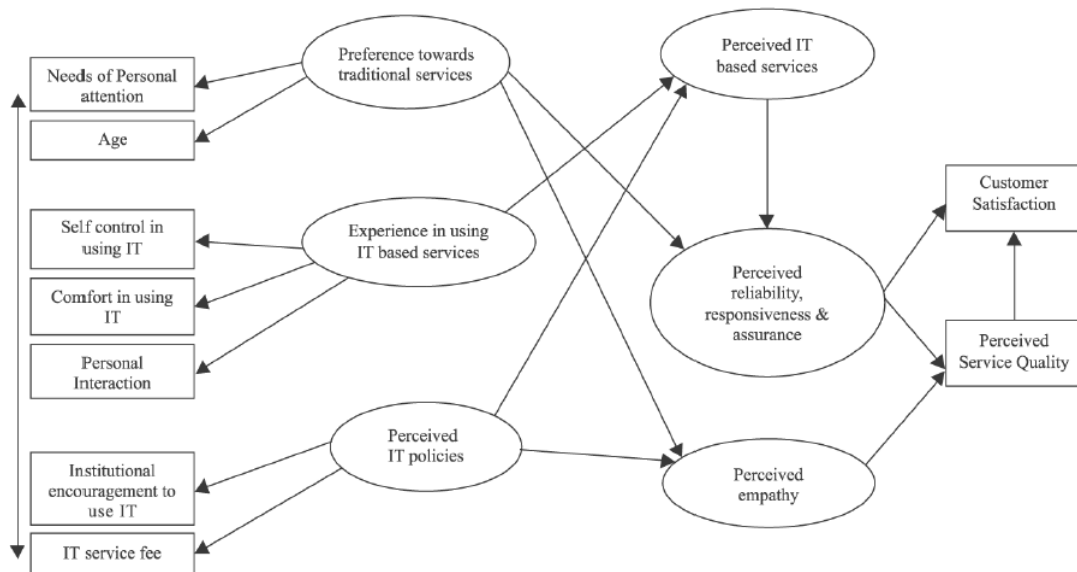 Preference towards
traditional services
Perceived IT
based services
Needs of Personal
attention
Age
Self control in
using IT
Experience in using
IT based services
Customer
Satisfaction
Comfort in using
IT
Perceived
reliability,
responsiveness &
assurance
Personal
Interaction
Perceived
Service Quality
Perceived
IT policies
Institutional
encouragement to
use IT
Perceived
empathy
IT service fee